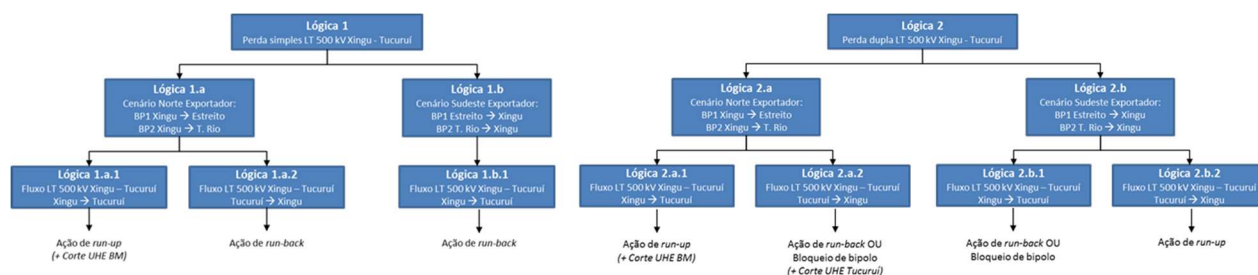 Lógica 1
Perda simples LT 500 kV Xingu - Tucuruí
Lógica 1.a
Cenário Norte Exportador:
BP1 Xingu → Estreito
BP2 Xingu → T. Rio
Lógica 1.b
Cenário Sudeste Exportador:
BP1 Estreito → Xingu
BP2 T. Rio → Xingu
Lógica 1.a.1
Fluxo LT 500 kV Xingu – Tucuruí
Xingu → Tucuruí
Lógica 1.a.2
Fluxo LT 500 kV Xingu – Tucuruí
Tucuruí → Xingu
Lógica 1.b.1
Fluxo LT 500 kV Xingu – Tucuruí
Xingu → Tucuruí
Ação de run-up
(+ Corte UHE BM)
Ação de run-back
Ação de run-back
Lógica 2
Perda dupla LT 500 kV Xingu - Tucuruí
Lógica 2.a
Cenário Norte Exportador:
BP1 Xingu → Estreito
BP2 Xingu → T. Rio
Lógica 2.b
Cenário Sudeste Exportador:
BP1 Estreito → Xingu
BP2 T. Rio → Xingu
Lógica 2.a.1
Fluxo LT 500 kV Xingu – Tucuruí
Xingu → Tucuruí
Lógica 2.a.2
Fluxo LT 500 kV Xingu – Tucuruí
Tucuruí → Xingu
Lógica 2.b.1
Fluxo LT 500 kV Xingu – Tucuruí
Xingu → Tucuruí
Lógica 2.b.2
Fluxo LT 500 kV Xingu – Tucuruí
Tucuruí → Xingu
Ação de run-up
(+ Corte UHE BM)
Ação de run-back OU
Bloqueio de bipolo
(+ Corte UHE Tucuruí)
Ação de run-back OU
Bloqueio de bipolo
Ação de run-up